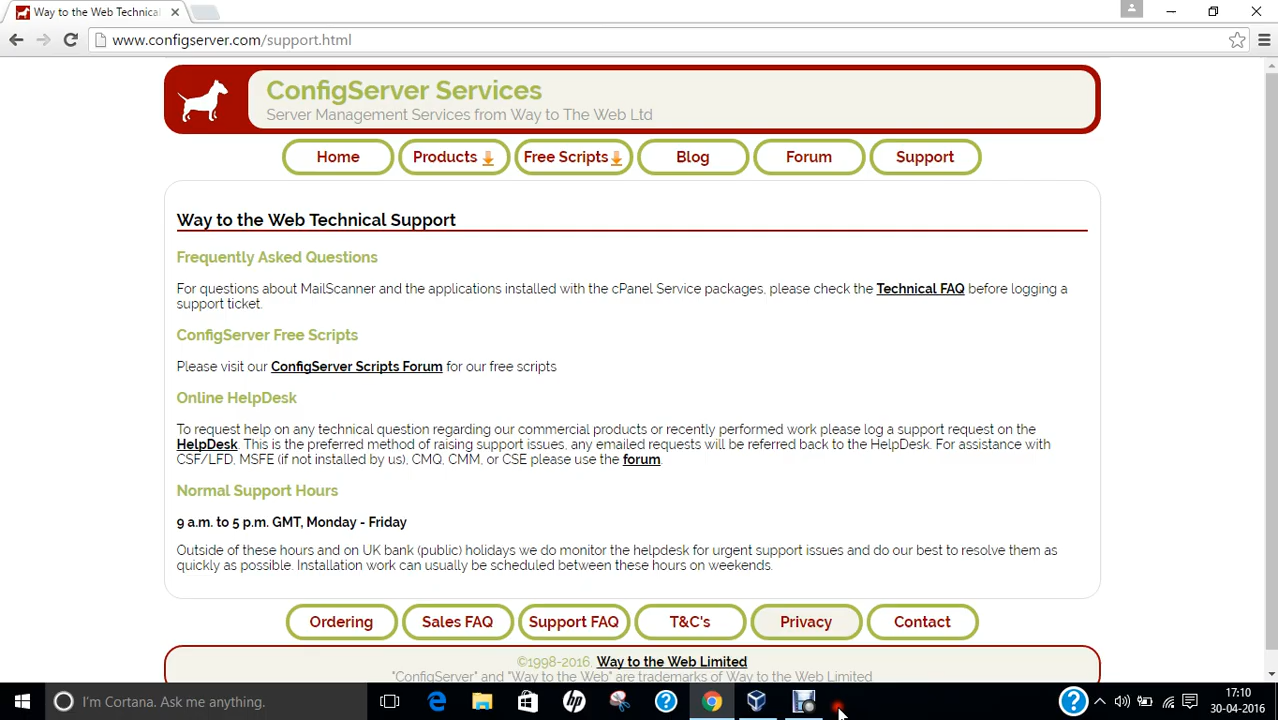 Way to the Web Technical
www.configserver.com/support.html
ConfigServer Services
Server Management Services from Way to The Web Ltd
Home
Products
Free Scripts
Blog
Forum
Support
Way to the Web Technical Support
Frequently Asked Questions
For questions about MailScanner and the applications installed with the cPanel Service packages, please check the Technical FAQ before logging a
support ticket.
ConfigServer Free Scripts
Please visit our ConfigServer Scripts Forum for our free scripts
Online HelpDesk
To request help on any technical question regarding our commercial products or recently performed work please log a support request on the
HelpDesk. This is the preferred method of raising support issues, any emailed requests will be referred back to the HelpDesk. For assistance with
CSF/LFD, MSFE (if not installed by us), CMQ, CMM, or CSE please use the forum.
Normal Support Hours
9 a.m. to 5 p.m. GMT, Monday - Friday
Outside of these hours and on UK bank (public) holidays we do monitor the helpdesk for urgent support issues and do our best to resolve them as
quickly as possible. Installation work can usually be scheduled between these hours on weekends.
Ordering
Sales FAQ
Support FAQ
T&C's
Privacy
Contact
©1998-2016, Way to the Web Limited
"ConfigServer" and "Way to the Web" are trademarks of Way to the Web Limited
I'm Cortana. Ask me anything.
hp
17:10
30-04-2016